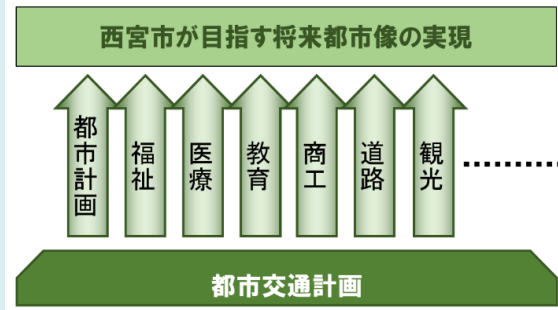 西宮市が目指す将来都市像の実現
都市計画
福祉
医療
教育
商工
道路
観光
都市交通計画